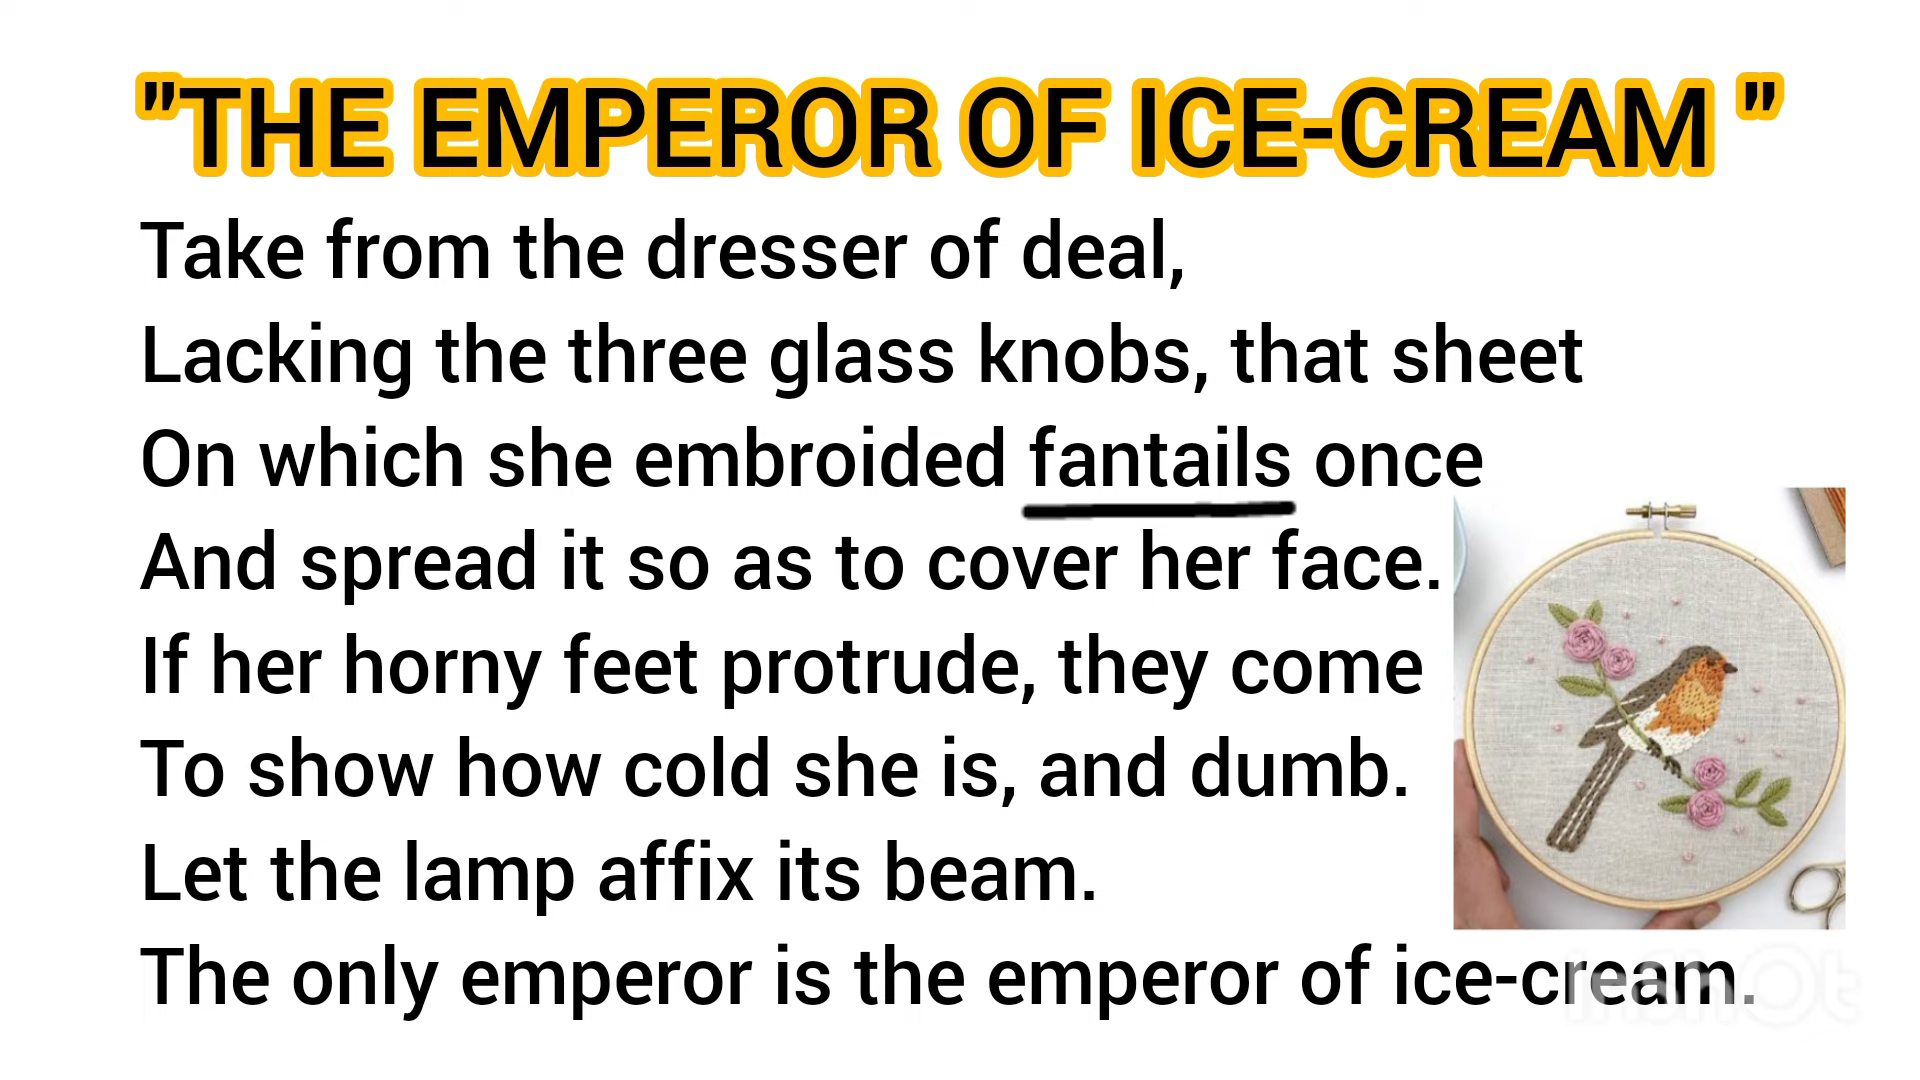 "THE EMPEROR OF ICE-CREAM "
Take from the dresser of deal,
Lacking the three glass knobs, that sheet
On which she embroided fantails once
And spread it so as to cover her face.
If her horny feet protrude, they come
To show how cold she is, and dumb.
Let the lamp affix its beam.
The only emperor is the emperor of ice-cream.
InShOt